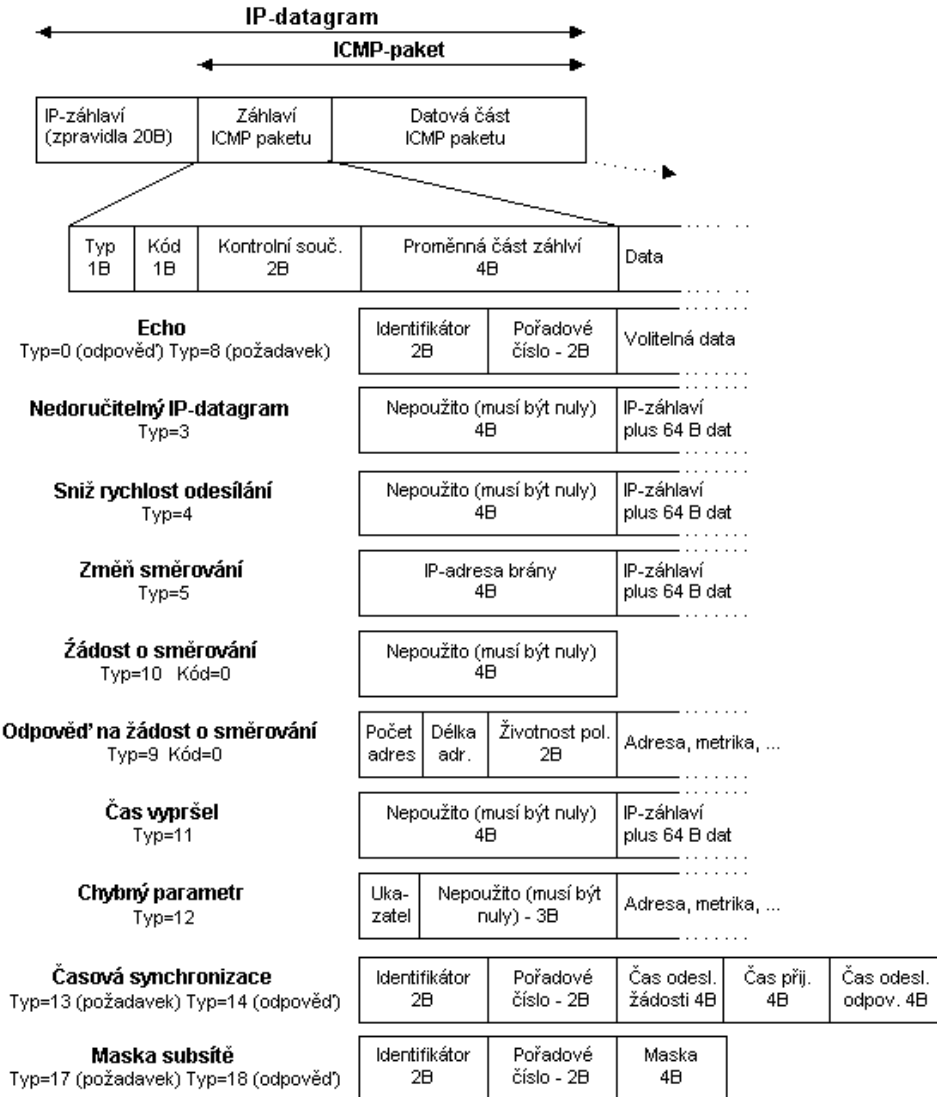 IP-datagram
ICMP-paket
IP-záhlaví
(zpravidla 20B)
Záhlaví
ICMP paketu
Datová část
ICMP paketu
Typ
1B
Kód
1B
Kontrolní souč.
2B
Proměnná část záhlví
4B
Data
Echo
Typ=0 (odpověď) Typ=8 (požadavek)
Identifikátor
2B
Pořadové
číslo - 2B
Volitelná data
Nedoručitelný IP-datagram
Typ=3
Nepoužito (musí být nuly)
4B
IP-záhlaví
plus 64 B dat
Sniž rychlost odesílání
Typ=4
Nepoužito (musí být nuly)
4B
IP-záhlaví
plus 64 B dat
Změň směrování
Typ=5
IP-adresa brány
4B
IP-záhlaví
plus 64 B dat
Źádost o směrování
Typ=10 Kód=0
Nepoužito (musí být nuly)
4B
Odpověď na žádost o směrování
Typ=9 Kód=0
Počet
adres
Délka
adr.
Životnost pol.
2B
Adresa, metrika, ...
Čas vypršel
Typ=11
Nepoužito (musí být nuly)
4B
IP-záhlaví
plus 64 B dat
Chybný parametr
Typ=12
Uka-
zatel
Nepoužito (musí být
nuly) - 3B
Adresa, metrika, ...
Časová synchronizace
Typ=13 (požadavek) Typ=14 (odpověď)
Identifikátor
2B
Pořadové
číslo - 2B
Čas odesl.
žádosti 4B
Čas přij.
4B
Čas odesl.
odpov. 4B
Maska subsítě
Typ=17 (požadavek) Typ=18 (odpověď)
Identifikátor
2B
Pořadové
číslo - 2B
Maska
4B